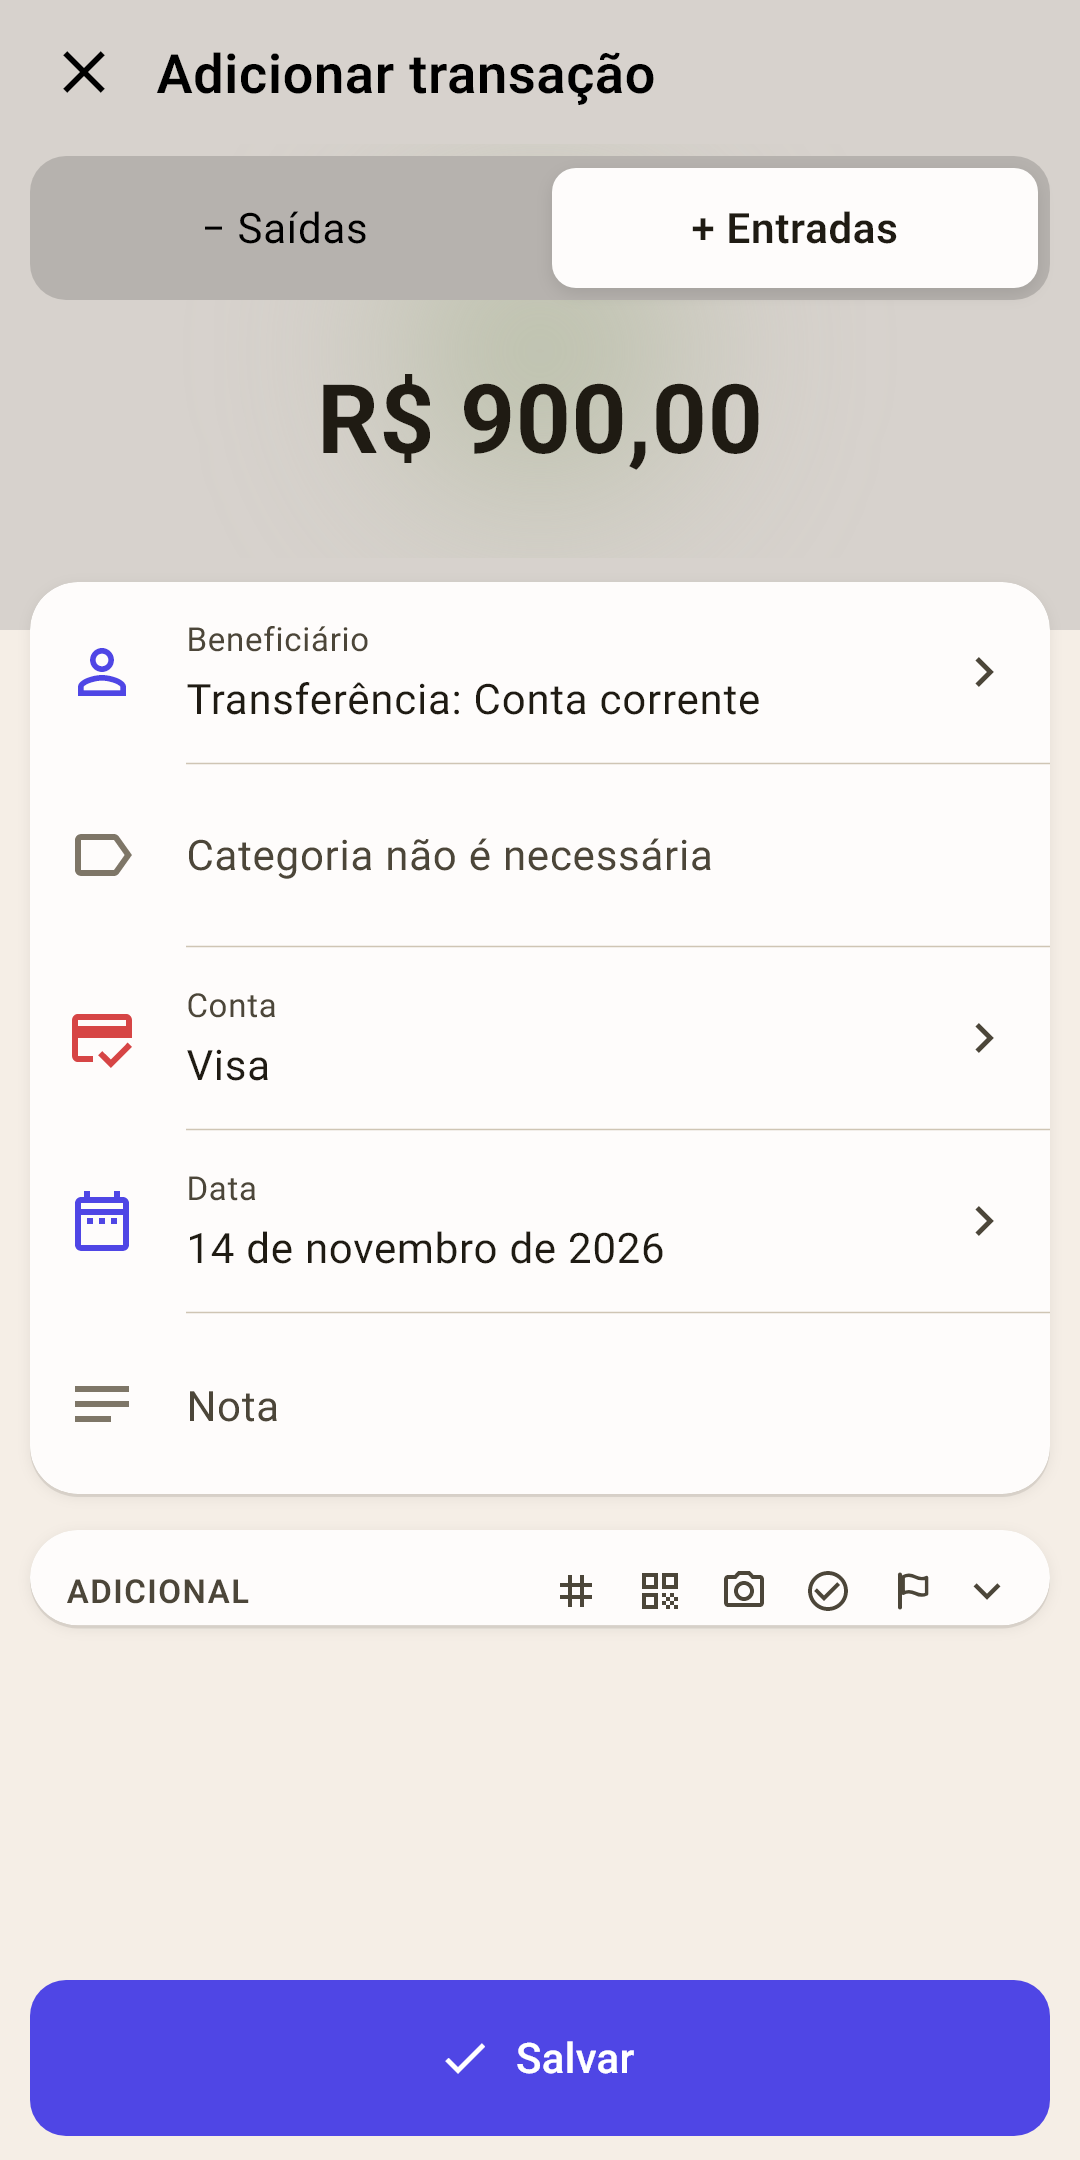 Adicionar transação
− Saídas
+ Entradas
R$ 900,00
Beneficiário
Transferência: Conta corrente
Categoria não é necessária
Conta
Visa
Data
14 de novembro de 2026
Nota
ADICIONAL
Salvar